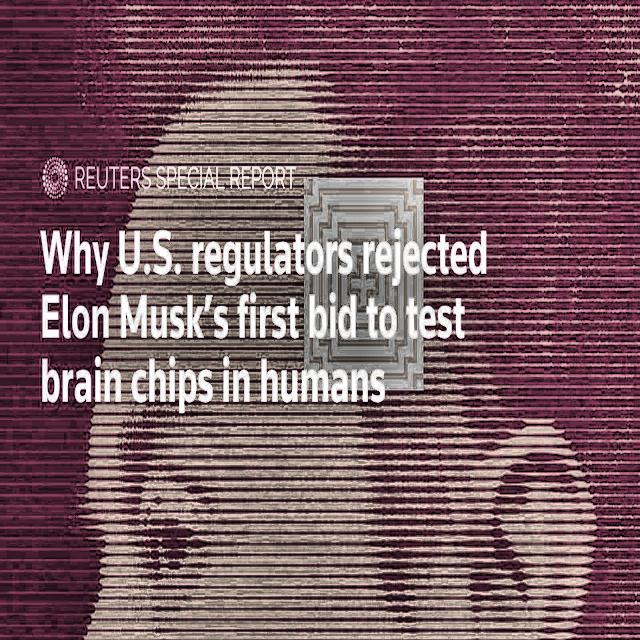 REUTERS SPECIAL REPORT
Why U.S. regulators rejected
Elon Musk’s first bid to test
brain chips in humans